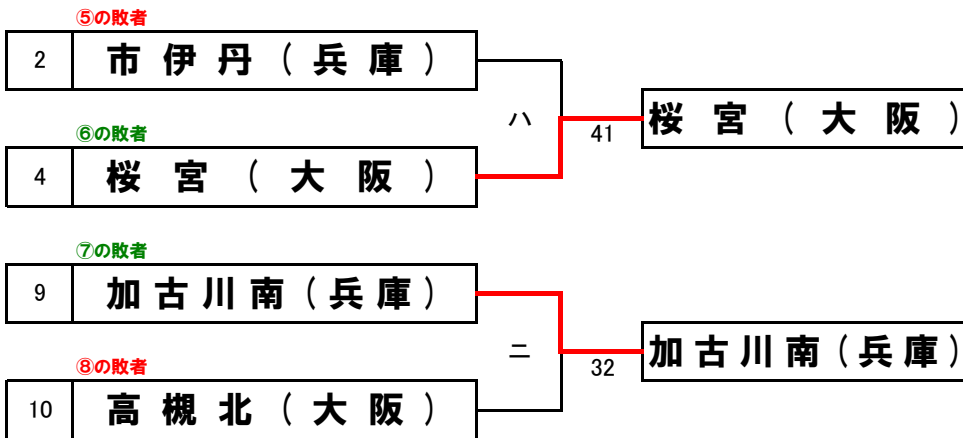 ⑤の敗者
2 市伊丹(兵庫)
ハ
桜宮(大阪)
41
⑥の敗者
4 桜宮(大阪)
⑦の敗者
9 加古川南(兵庫)
ニ
加古川南(兵庫)
32
⑧の敗者
10 高槻北(大阪)